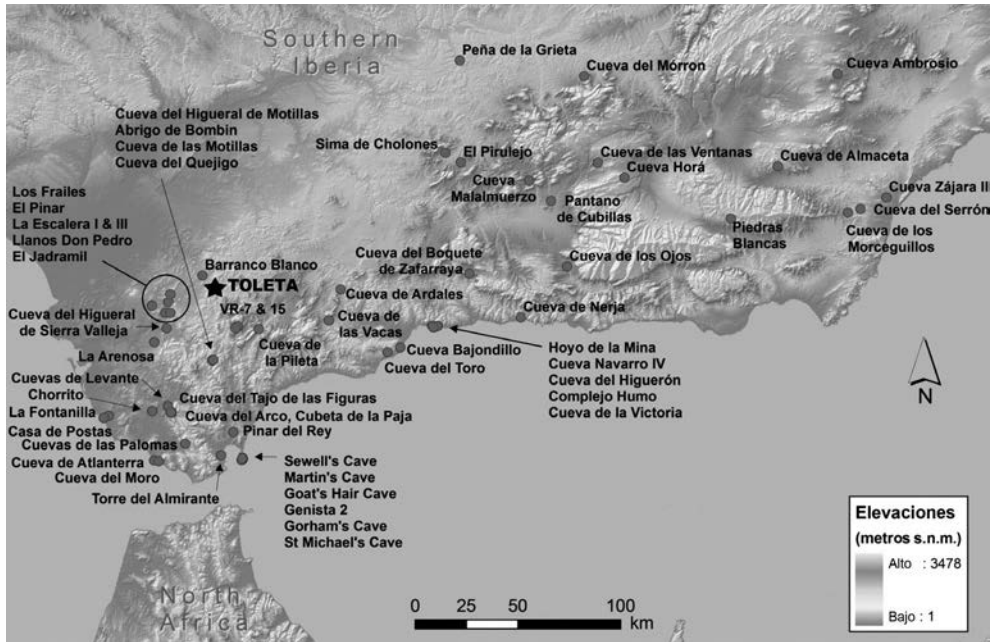 Southern
Iberia
Peña de la Grieta
Cueva del Mórron
Cueva Ambrosio
Cueva del Higueral de Motillas
Abrigo de Bombin
Cueva de las Motillas
Cueva del Quejigo
Sima de Cholones
El Pirulejo
Cueva de las Ventanas
Cueva Horá
Cueva de Almaceta
Cueva
Malalmuerzo
Pantano
de Cubillas
Cueva Zájara III
Cueva del Serrón
Cueva de los
Morceguillos
Piedras
Blancas
Los Frailes
El Pinar
La Escalera I & III
Llanos Don Pedro
El Jadramil
Barranco Blanco
TOLETA
VR-7 & 15
Cueva del Boquete
de Zafarraya
Cueva de los Ojos
Cueva de Ardales
Cueva de Nerja
Cueva del Higueral
de Sierra Valleja
Cueva de
las Vacas
Cueva de
la Pileta
La Arenosa
Cueva Bajondillo
Cueva del Toro
Hoyo de la Mina
Cueva Navarro IV
Cueva del Higuerón
Complejo Humo
Cueva de la Victoria
Cuevas de Levante
Chorrito
La Fontanilla
Casa de Postas
Cueva del Tajo de las Figuras
Cueva del Arco, Cubeta de la Paja
Pinar del Rey
Cuevas de las Palomas
Cueva de Atlanterra
Cueva del Moro
Torre del Almirante
Sewell's Cave
Martin's Cave
Goat's Hair Cave
Genista 2
Gorham's Cave
St Michael's Cave
N
North
Africa
0 25 50 100
km
Elevaciones
(metros s.n.m.)
Alto : 3478
Bajo : 1